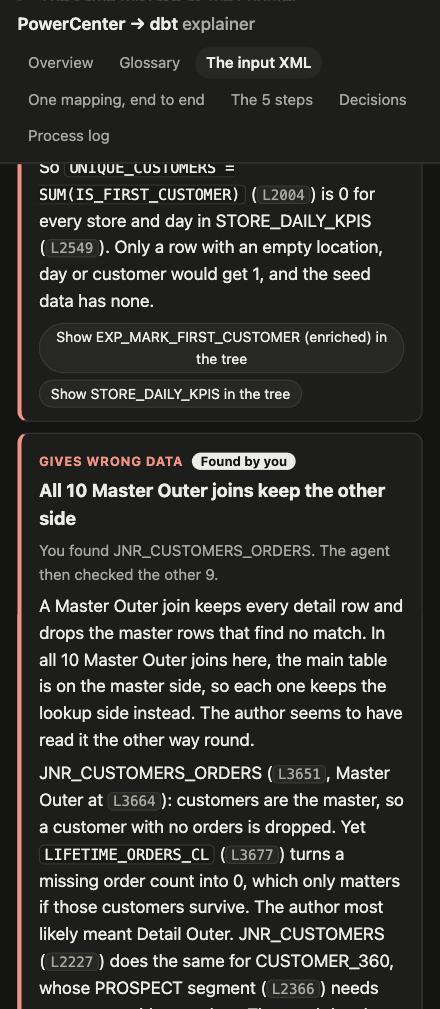 PowerCenter → dbt explainer
Overview Glossary The input XML
One mapping, end to end The 5 steps Decisions
Process log
So UNIQUE_CUSTOMERS =
SUM(IS_FIRST_CUSTOMER) (L2004) is 0 for
every store and day in STORE_DAILY_KPIS
(L2549). Only a row with an empty location,
day or customer would get 1, and the seed
data has none.
Show EXP_MARK_FIRST_CUSTOMER (enriched) in
the tree
Show STORE_DAILY_KPIS in the tree
GIVES WRONG DATA Found by you
All 10 Master Outer joins keep the other
side
You found JNR_CUSTOMERS_ORDERS. The agent
then checked the other 9.
A Master Outer join keeps every detail row and
drops the master rows that find no match. In
all 10 Master Outer joins here, the main table
is on the master side, so each one keeps the
lookup side instead. The author seems to have
read it the other way round.
JNR_CUSTOMERS_ORDERS (L3651, Master
Outer at L3664): customers are the master, so
a customer with no orders is dropped. Yet
LIFETIME_ORDERS_CL (L3677) turns a
missing order count into 0, which only matters
if those customers survive. The author most
likely meant Detail Outer. JNR_CUSTOMERS
(L2227) does the same for CUSTOMER_360,
whose PROSPECT segment (L2366) needs